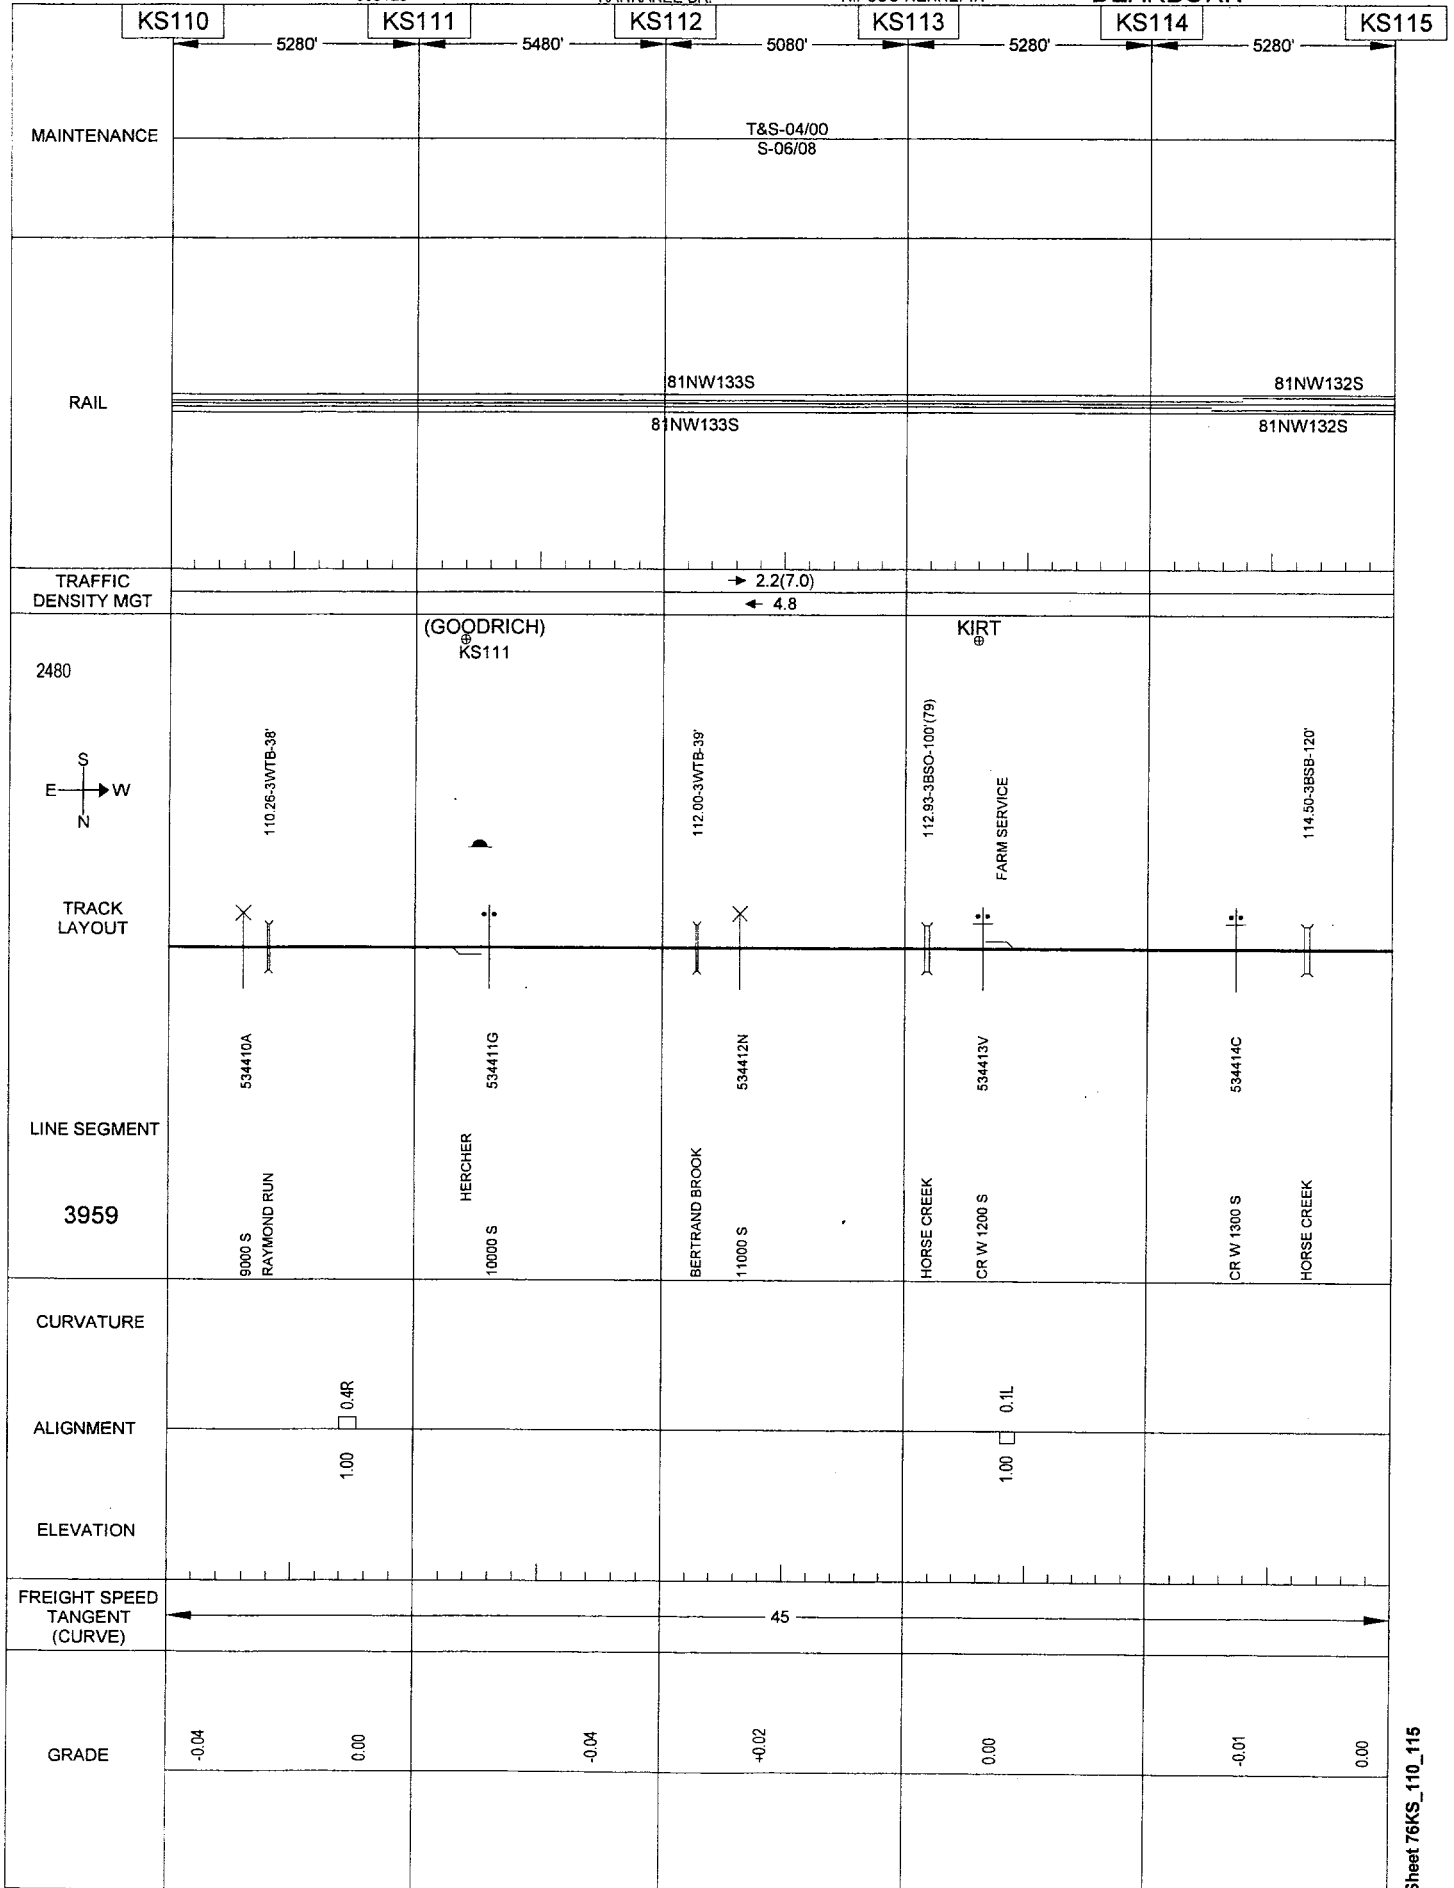 KS110 KS111 KS112 KS113 KS114 KS115
5280' 5480' 5080' 5280' 5280'
MAINTENANCE
T&S-04/00
S-06/08
RAIL
81NW133S 81NW132S
81NW133S 81NW132S
TRAFFIC
DENSITY MGT
→ 2.2(7.0)
← 4.8
(GOODRICH) KIRT
KS111
2480
S
E W
N
110.26-3WTB-38'
112.00-3WTB-39'
112.93-3BSO-100'(79)
FARM SERVICE
114.50-3BSB-120'
TRACK
LAYOUT
534410A
534411G
534412N
534413V
534414C
LINE SEGMENT
3959
9000 S
RAYMOND RUN
HERCHER
10000 S
BERTRAND BROOK
11000 S
HORSE CREEK
CR W 1200 S
CR W 1300 S
HORSE CREEK
CURVATURE
0.4R
0.1L
ALIGNMENT
1.00
1.00
ELEVATION
FREIGHT SPEED
TANGENT
(CURVE)
45
GRADE
-0.04
0.00
-0.04
+0.02
0.00
-0.01
0.00
Sheet 76KS_110_115